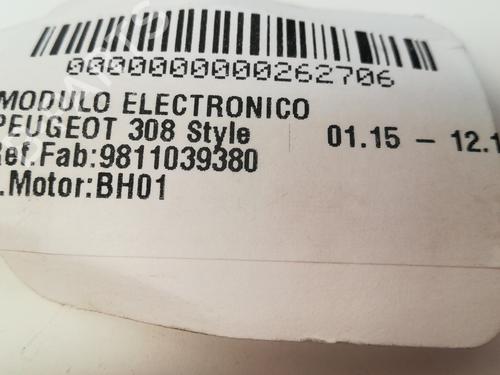 0000000000262706
MODULO ELECTRONICO
PEUGEOT 308 Style 01.15 - 12.1
Ref.Fab:9811039380
.Motor:BH01